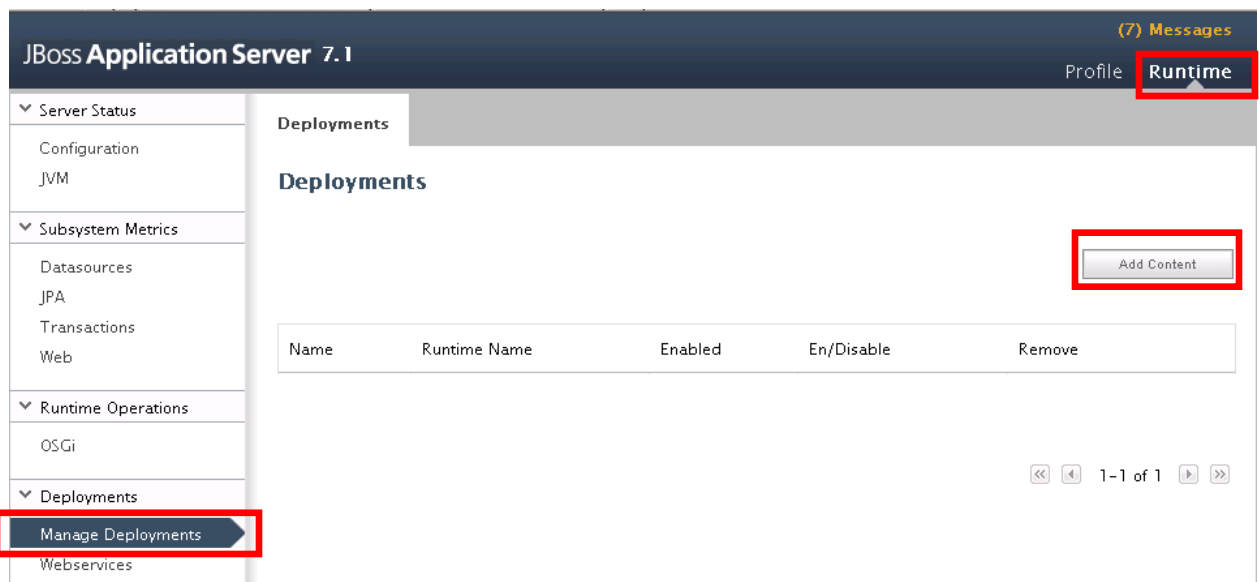 (7) Messages
JBoss Application Server 7.1
Profile Runtime
Server Status
Configuration
JVM
Subsystem Metrics
Datasources
JPA
Transactions
Web
Runtime Operations
OSGi
Deployments
Manage Deployments
Webservices
Deployments
Deployments
Add Content
Name Runtime Name Enabled En/Disable Remove
1-1 of 1